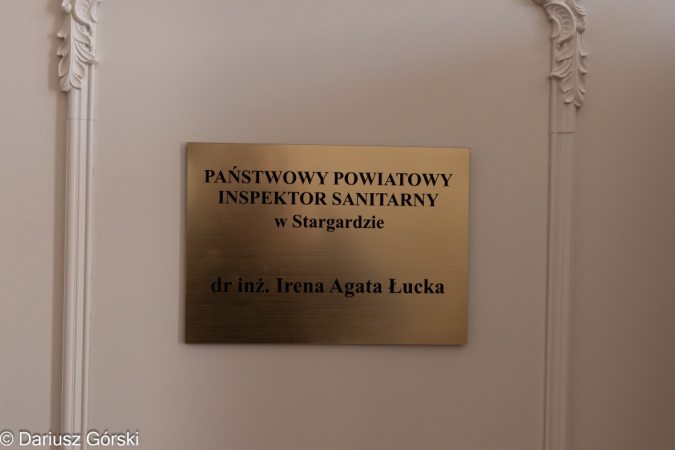 PAŃSTWOWY POWIATOWY
INSPEKTOR SANITARNY
w Stargardzie
dr inż. Irena Agata Łucka
© Dariusz Górski